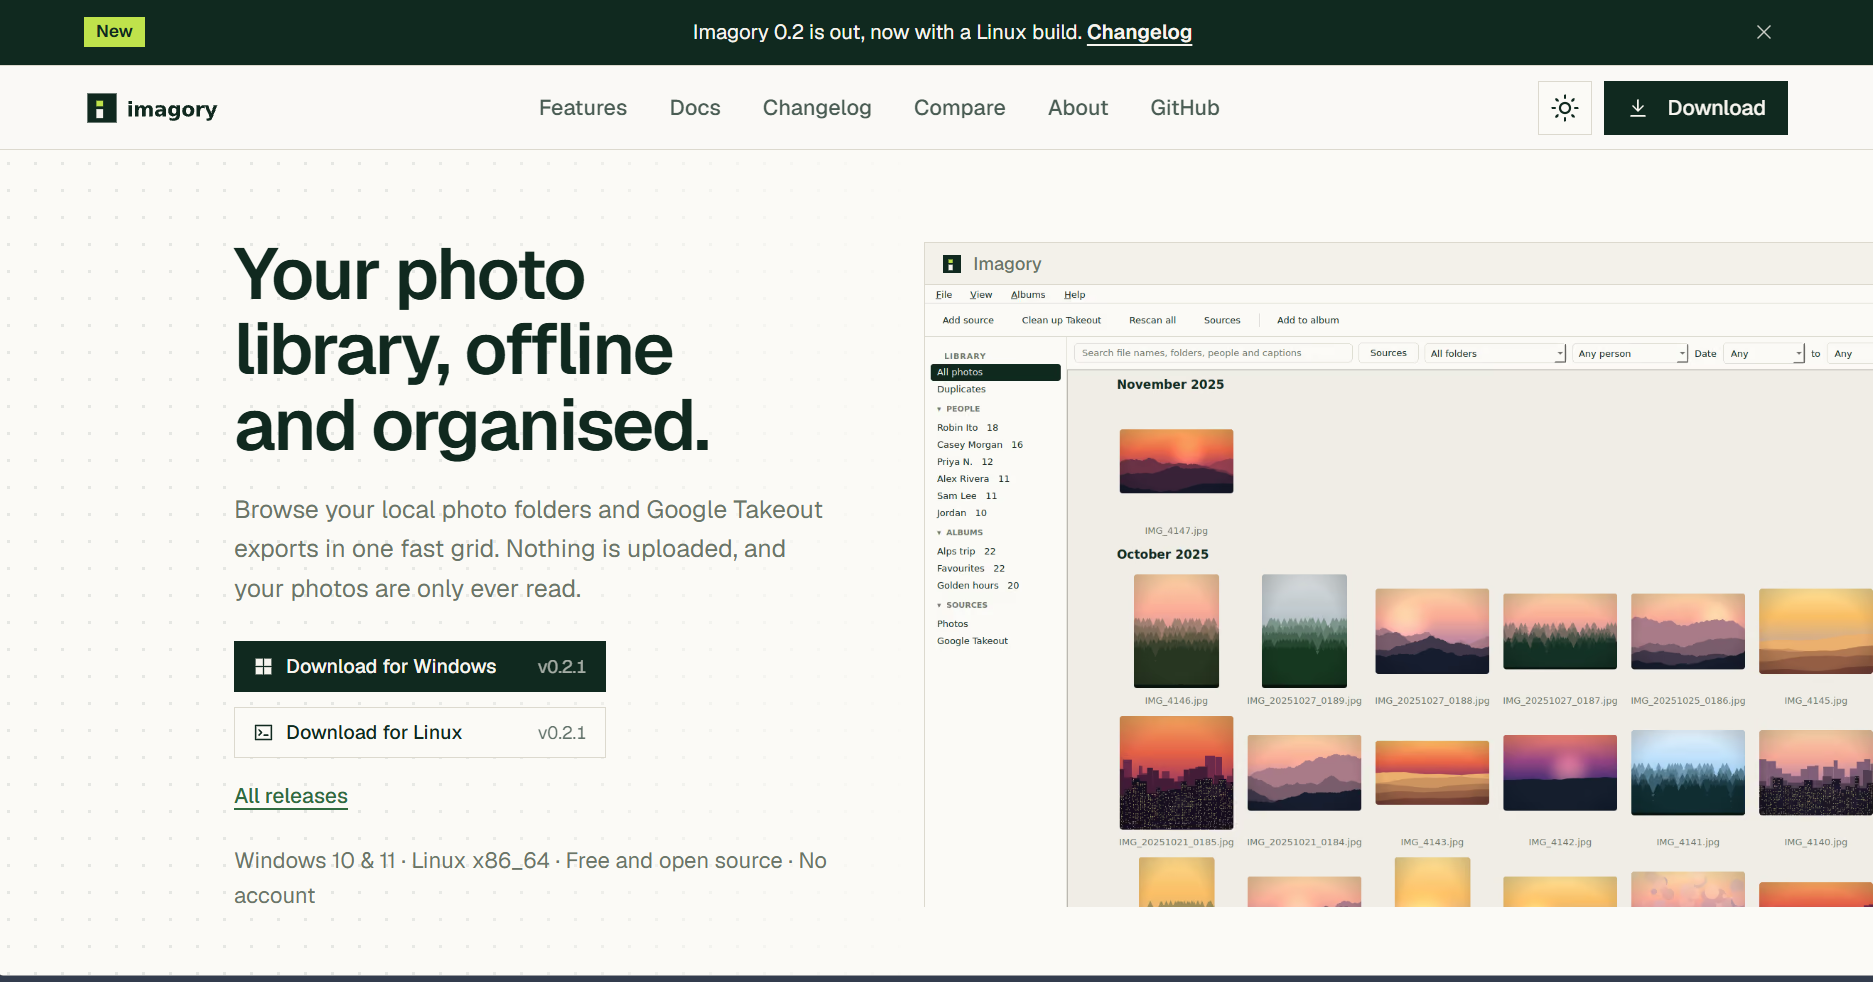 New
Imagory 0.2 is out, now with a Linux build. Changelog
imagory
Features Docs Changelog Compare About GitHub
Download
Your photo
library, offline
and organised.
Browse your local photo folders and Google Takeout
exports in one fast grid. Nothing is uploaded, and
your photos are only ever read.
Download for Windows v0.2.1
Download for Linux v0.2.1
All releases
Windows 10 & 11 · Linux x86_64 · Free and open source · No
account
Imagory
File View Albums Help
Add source Clean up Takeout Rescan all Sources Add to album
LIBRARY
All photos
Duplicates
PEOPLE
Robin Ito 18
Casey Morgan 16
Priya N. 12
Alex Rivera 11
Sam Lee 11
Jordan 10
ALBUMS
Alps trip 22
Favourites 22
Golden hours 20
SOURCES
Photos
Google Takeout
Search file names, folders, people and captions Sources All folders Any person Date Any to Any
November 2025
IMG_4147.jpg
October 2025
IMG_4146.jpg IMG_20251027_0189.jpg IMG_20251027_0188.jpg IMG_20251027_0187.jpg IMG_20251025_0186.jpg IMG_4145.jpg
IMG_20251021_0185.jpg IMG_20251021_0184.jpg IMG_4143.jpg IMG_4142.jpg IMG_4141.jpg IMG_4140.jpg